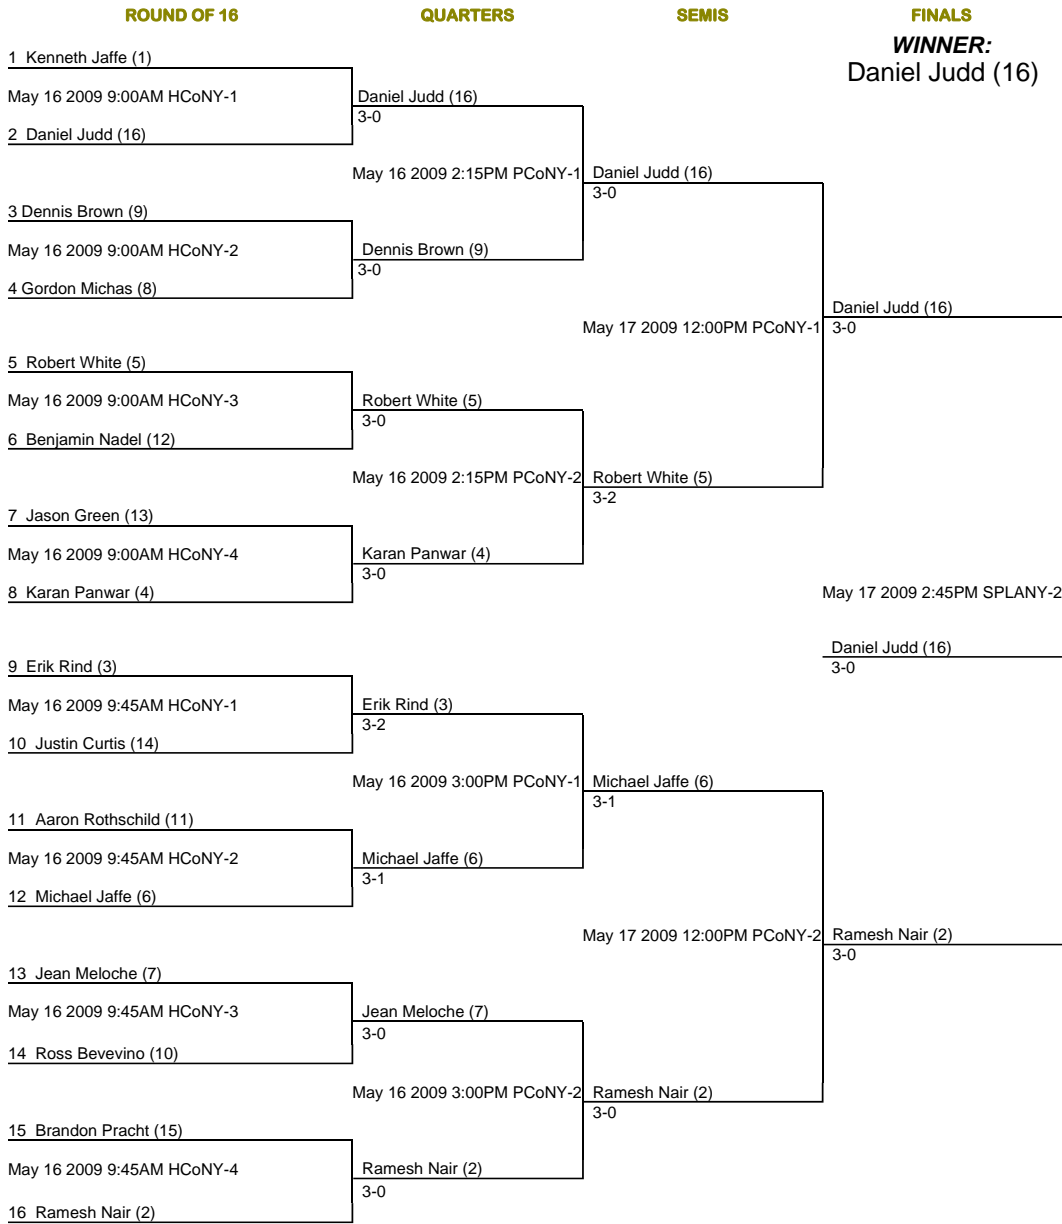 ROUND OF 16
QUARTERS
SEMIS
FINALS
WINNER:
Daniel Judd (16)
1 Kenneth Jaffe (1)
May 16 2009 9:00AM HCoNY-1
2 Daniel Judd (16)
3 Dennis Brown (9)
May 16 2009 9:00AM HCoNY-2
4 Gordon Michas (8)
5 Robert White (5)
May 16 2009 9:00AM HCoNY-3
6 Benjamin Nadel (12)
7 Jason Green (13)
May 16 2009 9:00AM HCoNY-4
8 Karan Panwar (4)
9 Erik Rind (3)
May 16 2009 9:45AM HCoNY-1
10 Justin Curtis (14)
11 Aaron Rothschild (11)
May 16 2009 9:45AM HCoNY-2
12 Michael Jaffe (6)
13 Jean Meloche (7)
May 16 2009 9:45AM HCoNY-3
14 Ross Bevevino (10)
15 Brandon Pracht (15)
May 16 2009 9:45AM HCoNY-4
16 Ramesh Nair (2)
Daniel Judd (16)
3-0
May 16 2009 2:15PM PCoNY-1
Dennis Brown (9)
3-0
Robert White (5)
3-0
May 16 2009 2:15PM PCoNY-2
Karan Panwar (4)
3-0
Erik Rind (3)
3-2
May 16 2009 3:00PM PCoNY-1
Michael Jaffe (6)
3-1
Jean Meloche (7)
3-0
May 16 2009 3:00PM PCoNY-2
Ramesh Nair (2)
3-0
Daniel Judd (16)
3-0
May 17 2009 12:00PM PCoNY-1
Robert White (5)
3-2
Michael Jaffe (6)
3-1
May 17 2009 12:00PM PCoNY-2
Ramesh Nair (2)
3-0
Daniel Judd (16)
3-0
May 17 2009 2:45PM SPLANY-2
Daniel Judd (16)
3-0
Ramesh Nair (2)
3-0